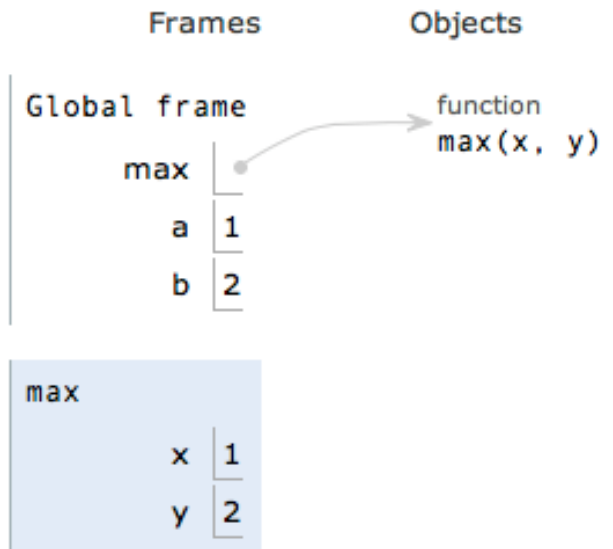 Frames Objects
Global frame
function
max(x, y)
max
a 1
b 2
max
x 1
y 2